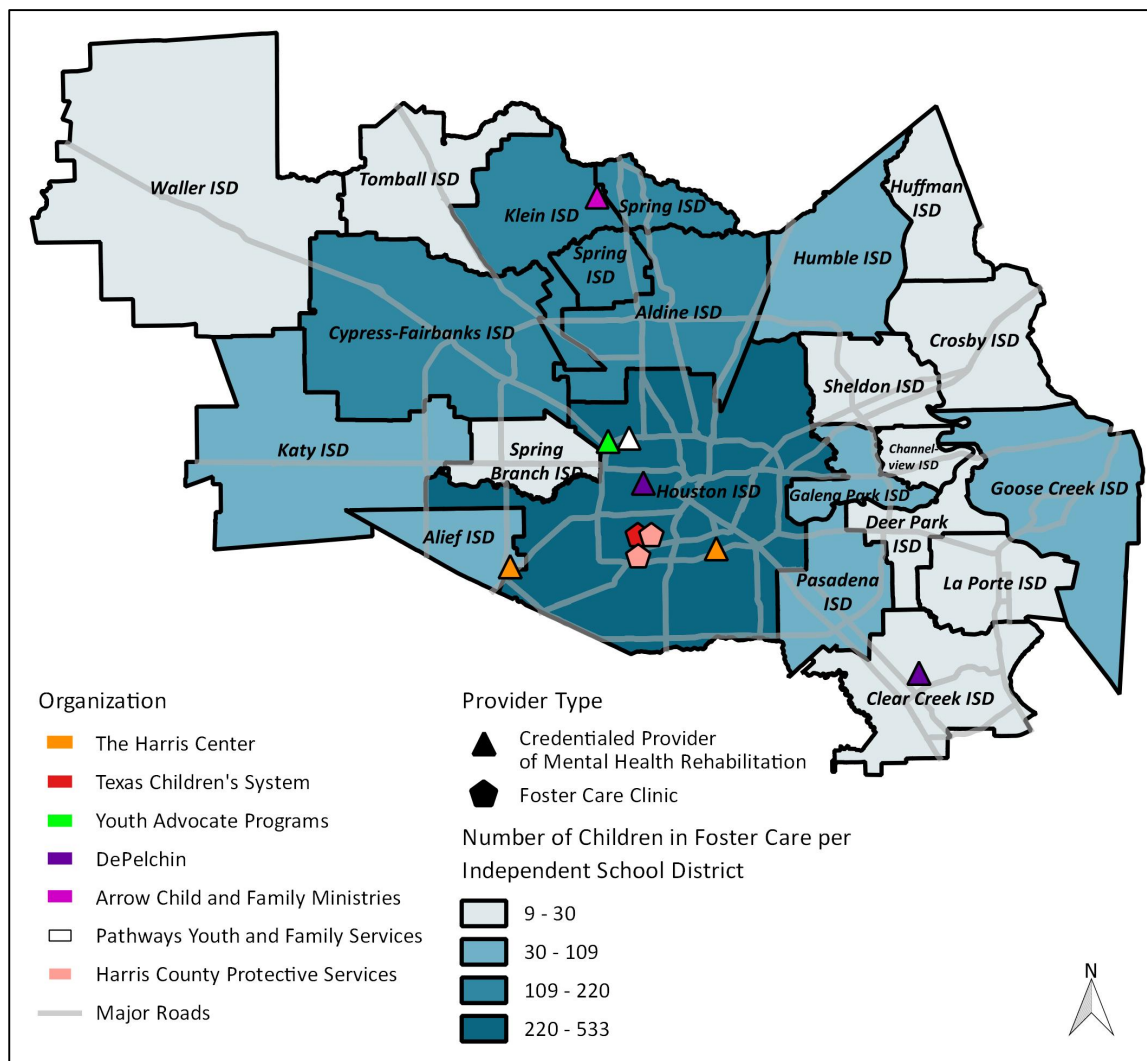 Waller ISD
Tomball ISD
Klein ISD
Spring ISD
Huffman
ISD
Humble ISD
Spring
ISD
Aldine ISD
Cypress-Fairbanks ISD
Crosby ISD
Sheldon ISD
Katy ISD
Spring
Branch ISD
Channel-
view ISD
Houston ISD
Galena Park ISD
Goose Creek ISD
Deer Park
ISD
Alief ISD
Pasadena
ISD
La Porte ISD
Clear Creek ISD
Organization
The Harris Center
Texas Children's System
Youth Advocate Programs
DePelchin
Arrow Child and Family Ministries
Pathways Youth and Family Services
Harris County Protective Services
Major Roads
Provider Type
Credentialed Provider
of Mental Health Rehabilitation
Foster Care Clinic
Number of Children in Foster Care per
Independent School District
9 - 30
30 - 109
109 - 220
220 - 533
N